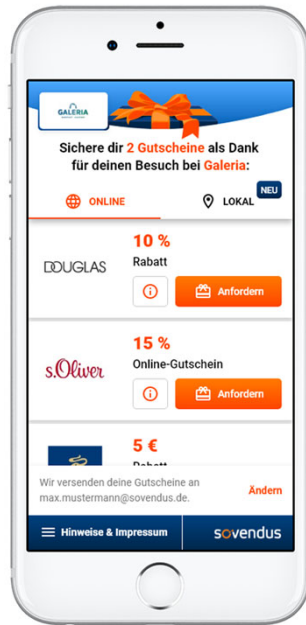 GALERIA
Sichere dir 2 Gutscheine als Dank
für deinen Besuch bei Galeria:
ONLINE
LOKAL
NEU
DOUGLAS
10 %
Rabatt
Anfordern
s.Oliver
15 %
Online-Gutschein
Anfordern
5 €
Rabatt
Wir versenden deine Gutscheine an
max.mustermann@sovendus.de.
Ändern
Hinweise & Impressum
sovendus